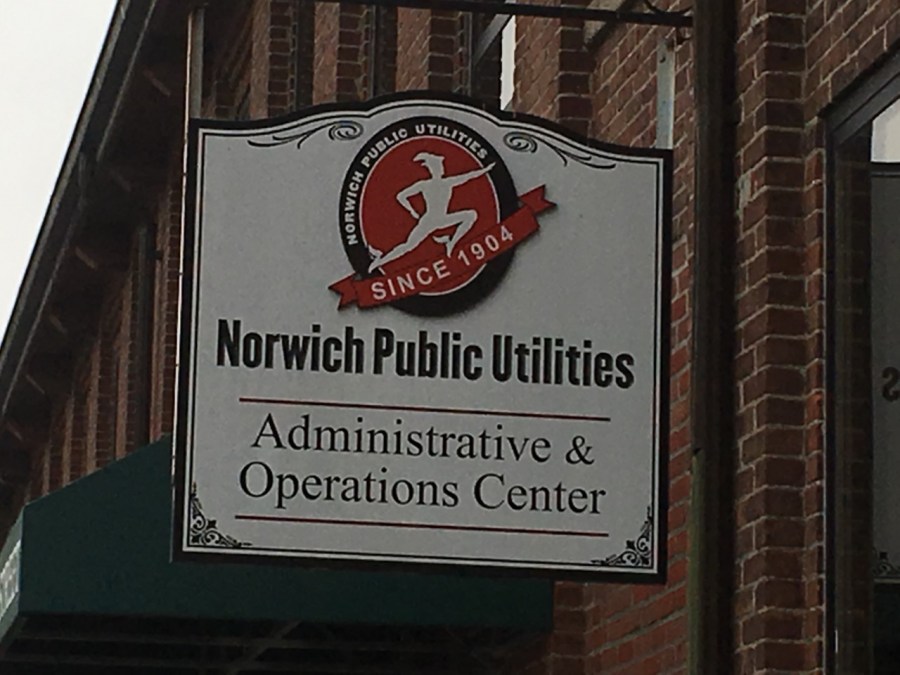 NORWICH PUBLIC UTILITIES
SINCE 1904
Norwich Public Utilities
Administrative &
Operations Center